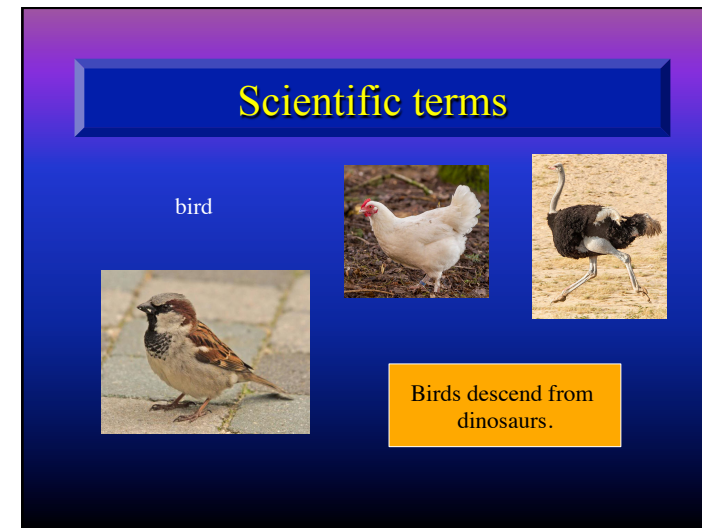 Scientific terms
bird
Birds descend from
dinosaurs.